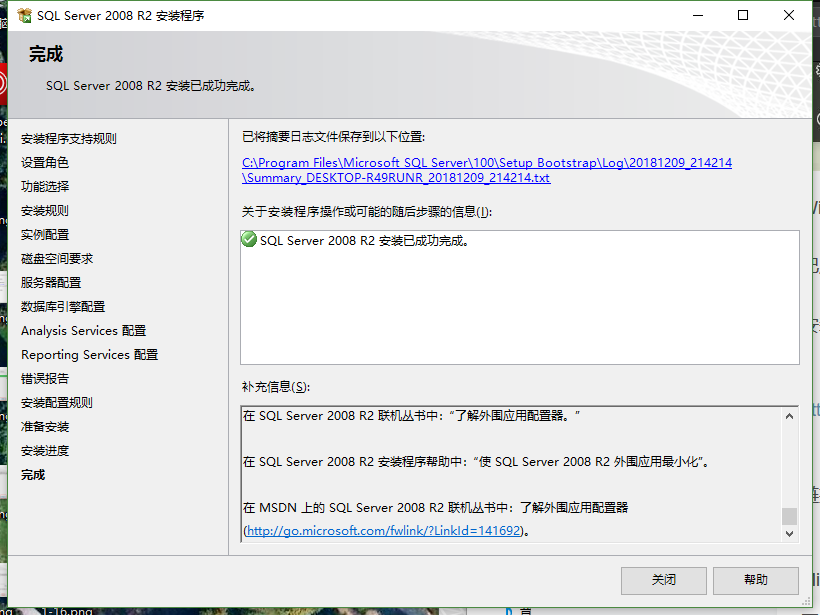 SQL Server 2008 R2 安装程序
完成
SQL Server 2008 R2 安装已成功完成。
安装程序支持规则
设置角色
功能选择
安装规则
实例配置
磁盘空间要求
服务器配置
数据库引擎配置
Analysis Services 配置
Reporting Services 配置
错误报告
安装配置规则
准备安装
安装进度
完成
已将摘要日志文件保存到以下位置:
C:\Program Files\Microsoft SQL Server\100\Setup Bootstrap\Log\20181209_214214
\Summary_DESKTOP-R49RUNR_20181209_214214.txt
关于安装程序操作或可能的随后步骤的信息(I):
SQL Server 2008 R2 安装已成功完成。
补充信息(S):
在 SQL Server 2008 R2 联机丛书中：“了解外围应用配置器。”
在 SQL Server 2008 R2 安装程序帮助中：“使 SQL Server 2008 R2 外围应用最小化”。
在 MSDN 上的 SQL Server 2008 R2 联机丛书中：了解外围应用配置器
(http://go.microsoft.com/fwlink/?LinkId=141692)。
关闭
帮助
1-16.png